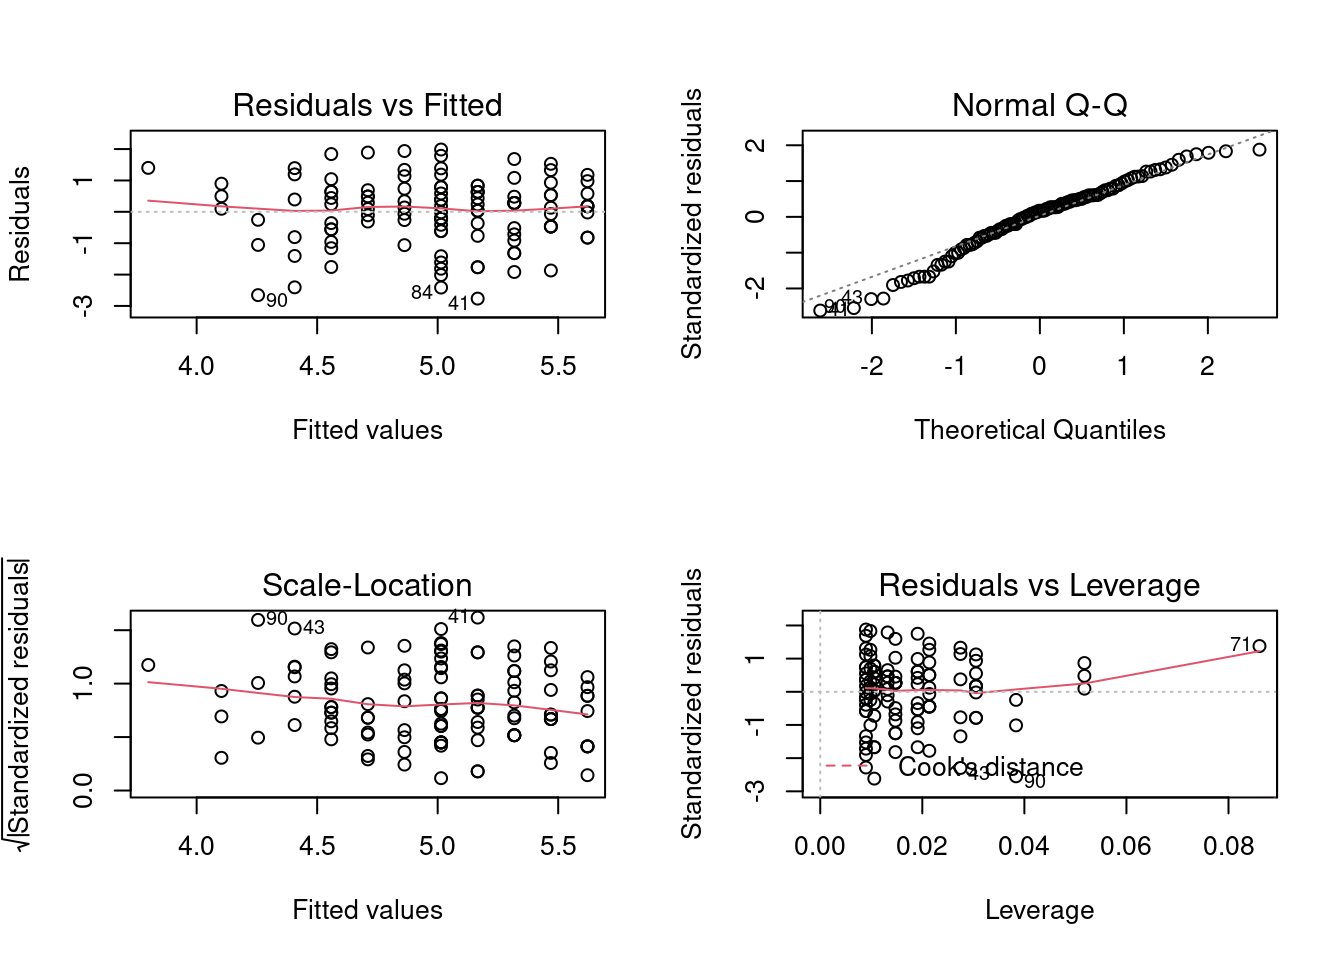 Residuals vs Fitted
Residuals
1
-1
-3
90
84
41
4.0 4.5 5.0 5.5
Fitted values
Normal Q-Q
Standardized residuals
2
1
0
-2
90
41
43
-2 -1 0 1 2
Theoretical Quantiles
Scale-Location
√|Standardized residuals|
1.0
0.0
90
43
41
4.0 4.5 5.0 5.5
Fitted values
Residuals vs Leverage
Standardized residuals
1
-1
-3
71
Cook's distance
43
90
0.00 0.02 0.04 0.06 0.08
Leverage